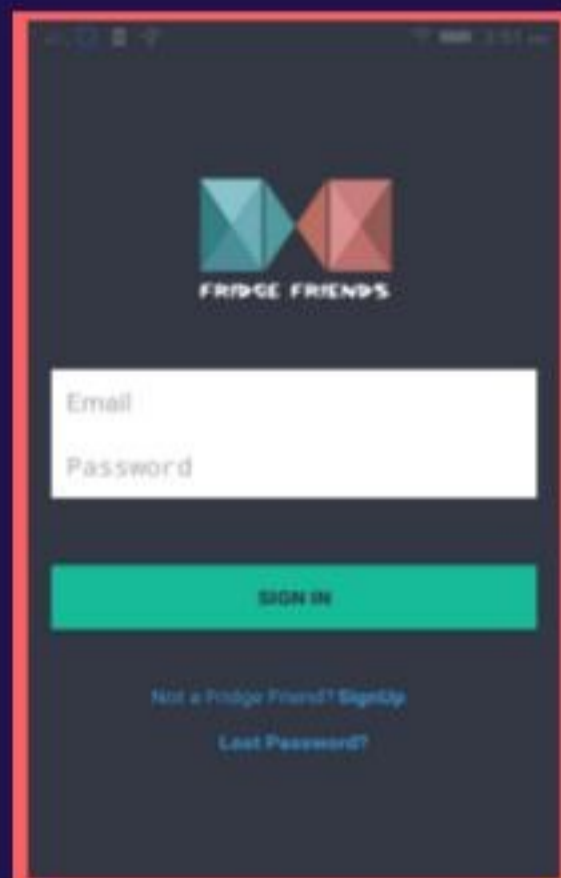 FRIDGE FRIENDS
Email
Password
SIGN IN
Not a Fridge Friend? SignUp
Lost Password?